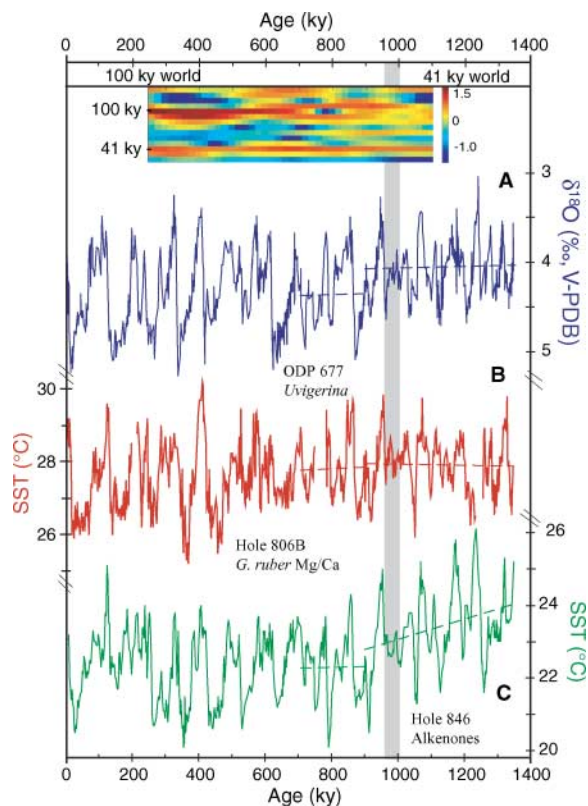 Age (ky)
0 200 400 600 800 1000 1200 1400
100 ky world 41 ky world
100 ky
41 ky
1.5
0
-1.0
A
3
4
5
δ18O (‰, V-PDB)
ODP 677
Uvigerina
B
30
28
26
SST (°C)
Hole 806B
G. ruber Mg/Ca
26
24
22
20
SST (°C)
C
Hole 846
Alkenones
0 200 400 600 800 1000 1200 1400
Age (ky)